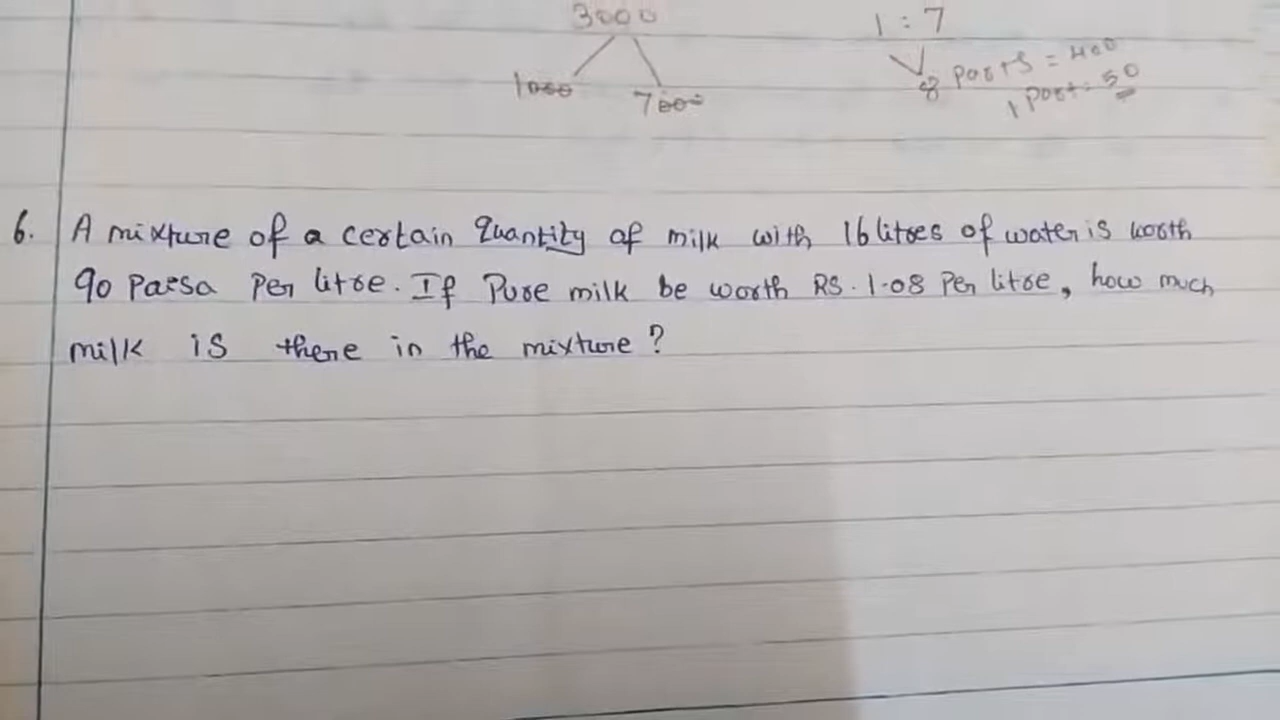 3000
1000 7000
1 : 7
8 parts = 400
1 part = 50
6. A mixture of a certain Quantity of milk with 16 litres of water is worth
90 Paisa Per litre. If Pure milk be worth RS. 1.08 Per litre, how much
milk is there in the mixture?